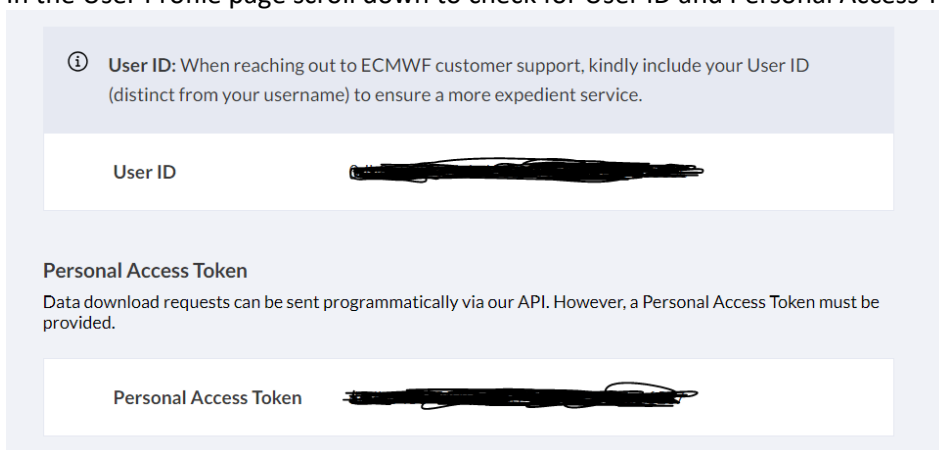 in the User Profile page scroll down to check for User ID and Personal Access
User ID: When reaching out to ECMWF customer support, kindly include your User ID
(distinct from your username) to ensure a more expedient service.
User ID
Personal Access Token
Data download requests can be sent programmatically via our API. However, a Personal Access Token must be
provided.
Personal Access Token